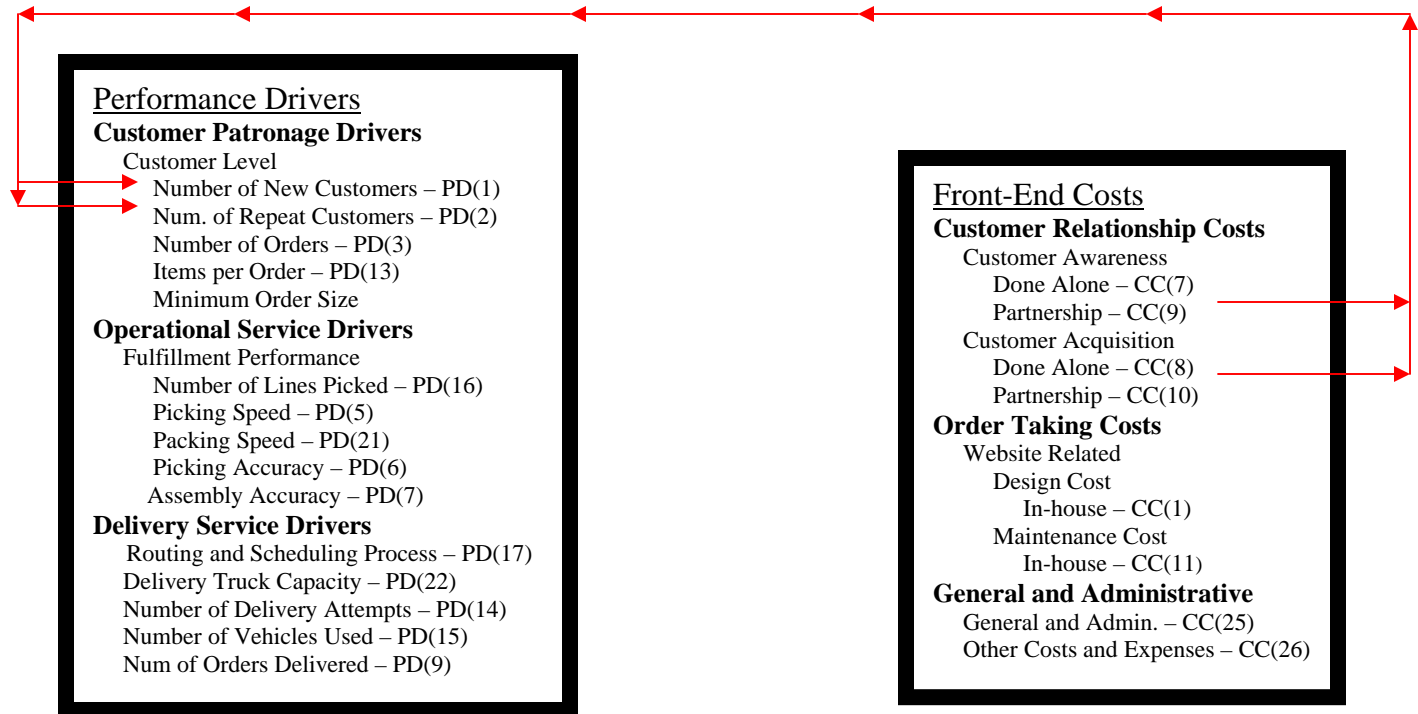 Performance Drivers
Customer Patronage Drivers
Customer Level
Number of New Customers – PD(1)
Num. of Repeat Customers – PD(2)
Number of Orders – PD(3)
Items per Order – PD(13)
Minimum Order Size
Operational Service Drivers
Fulfillment Performance
Number of Lines Picked – PD(16)
Picking Speed – PD(5)
Packing Speed – PD(21)
Picking Accuracy – PD(6)
Assembly Accuracy – PD(7)
Delivery Service Drivers
Routing and Scheduling Process – PD(17)
Delivery Truck Capacity – PD(22)
Number of Delivery Attempts – PD(14)
Number of Vehicles Used – PD(15)
Num of Orders Delivered – PD(9)
Front-End Costs
Customer Relationship Costs
Customer Awareness
Done Alone – CC(7)
Partnership – CC(9)
Customer Acquisition
Done Alone – CC(8)
Partnership – CC(10)
Order Taking Costs
Website Related
Design Cost
In-house – CC(1)
Maintenance Cost
In-house – CC(11)
General and Administrative
General and Admin. – CC(25)
Other Costs and Expenses – CC(26)